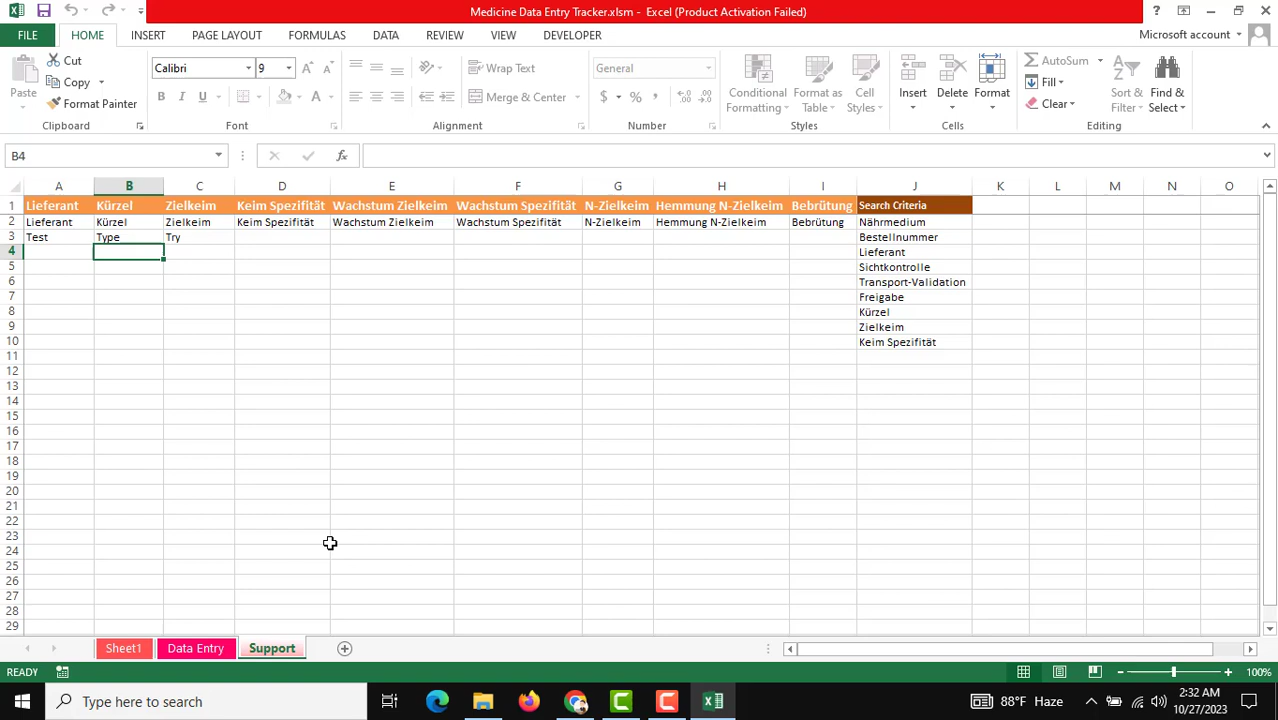 Medicine Data Entry Tracker.xlsm - Excel (Product Activation Failed)
FILE HOME INSERT PAGE LAYOUT FORMULAS DATA REVIEW VIEW DEVELOPER Microsoft account
Paste Cut Copy Format Painter
Calibri 9
B I U A
Wrap Text
Merge & Center
General
$ % ,
Conditional Formatting
Format as Table
Cell Styles
Insert Delete Format
AutoSum
Fill
Clear
Sort & Filter
Find & Select
Clipboard Font Alignment Number Styles Cells Editing
B4 fx
A B C D E F G H I J K L M N O
1 Lieferant Kürzel Zielkeim Keim Spezifität Wachstum Zielkeim Wachstum Spezifität N-Zielkeim Hemmung N-Zielkeim Bebrütung Search Criteria
2 Lieferant Kürzel Zielkeim Keim Spezifität Wachstum Zielkeim Wachstum Spezifität N-Zielkeim Hemmung N-Zielkeim Bebrütung Nährmedium
3 Test Type Try Bestellnummer
4 Lieferant
5 Sichtkontrolle
6 Transport-Validation
7 Freigabe
8 Kürzel
9 Zielkeim
10 Keim Spezifität
11
12
13
14
15
16
17
18
19
20
21
22
23
24
25
26
27
28
29
Sheet1 Data Entry Support
READY 100%
Type here to search 88°F Haze 2:32 AM
10/27/2023